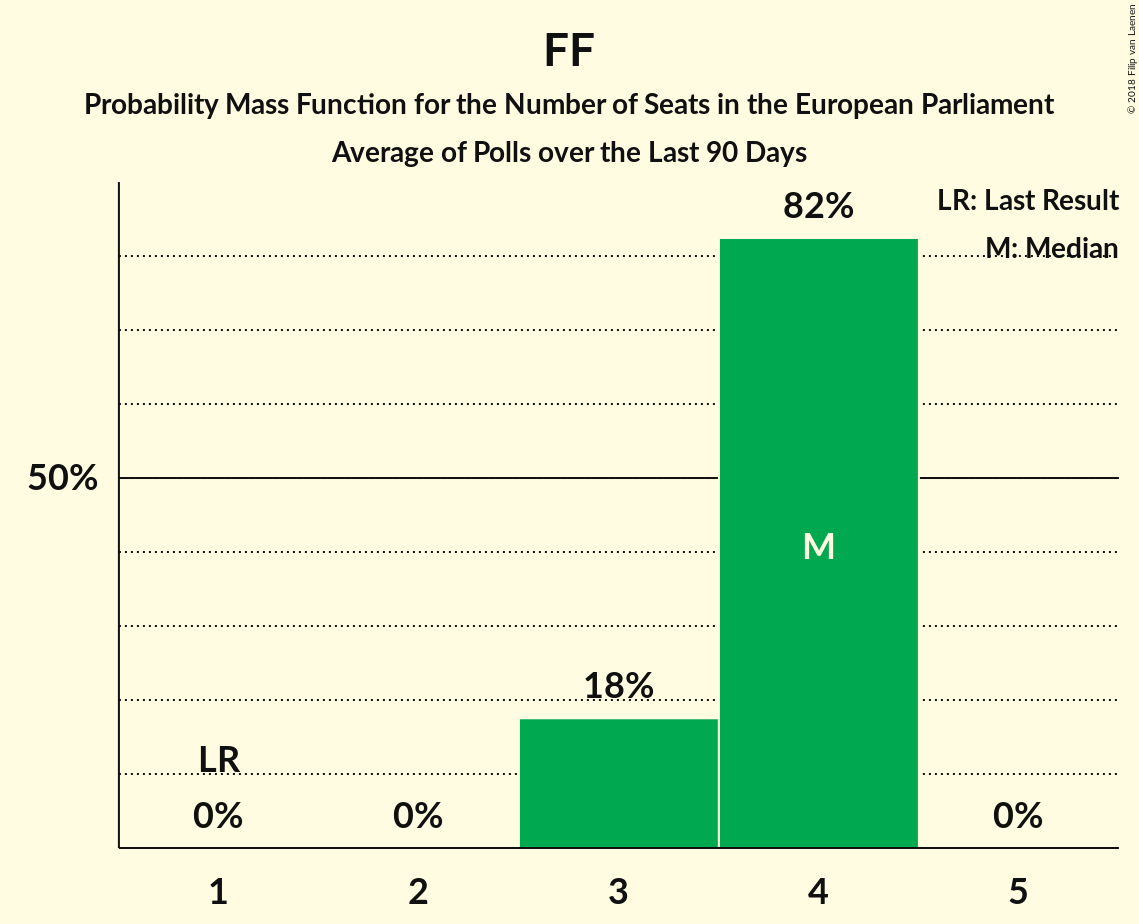 FF
Probability Mass Function for the Number of Seats in the European Parliament
Average of Polls over the Last 90 Days
© 2018 Filip van Laenen
LR: Last Result
M: Median
82%
50%
M
18%
LR
0%
0%
0%
1
2
3
4
5